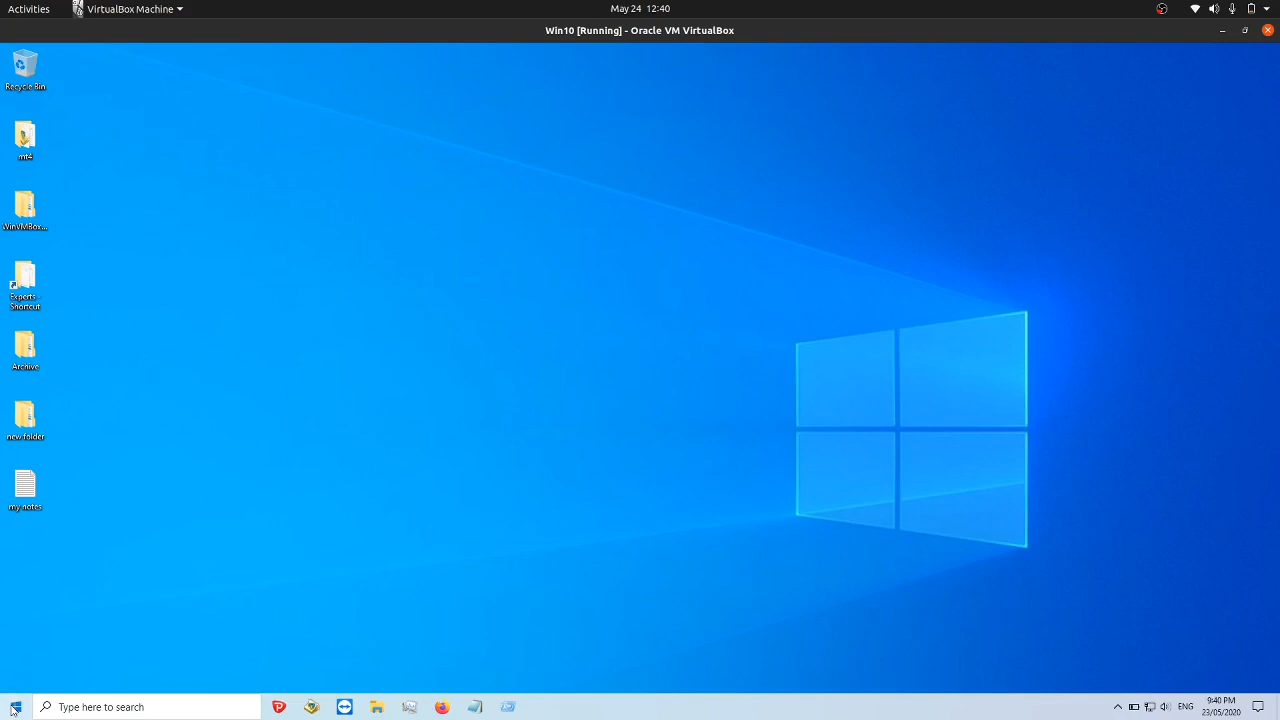 Activities
VirtualBox Machine
May 24 12:40
Win10 [Running] - Oracle VM VirtualBox
Recycle Bin
mt4
WinVMBox...
Experts -
Shortcut
Archive
new folder
my notes
Type here to search
ENG
9:40 PM
23/05/2020